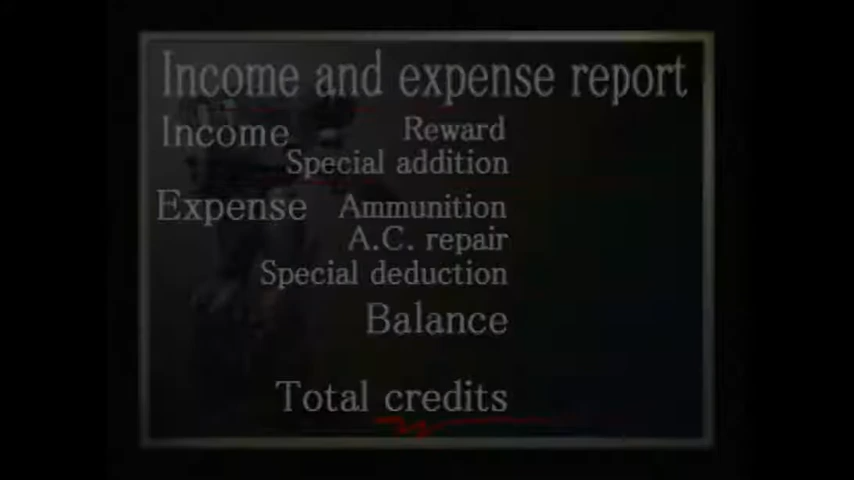 Income and expense report
Income Reward
Special addition
Expense Ammunition
A.C. repair
Special deduction
Balance
Total credits